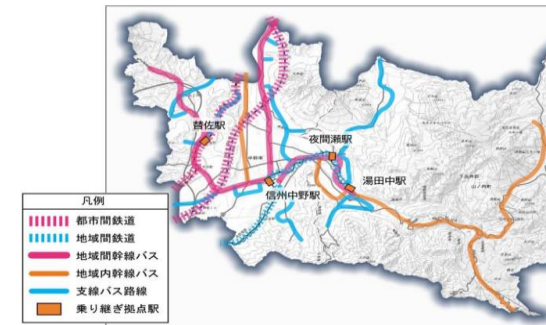 替佐駅
夜間瀬駅
湯田中駅
信州中野駅
凡例
都市間鉄道
地域間鉄道
地域間幹線バス
地域内幹線バス
支線バス路線
乗り継ぎ拠点駅